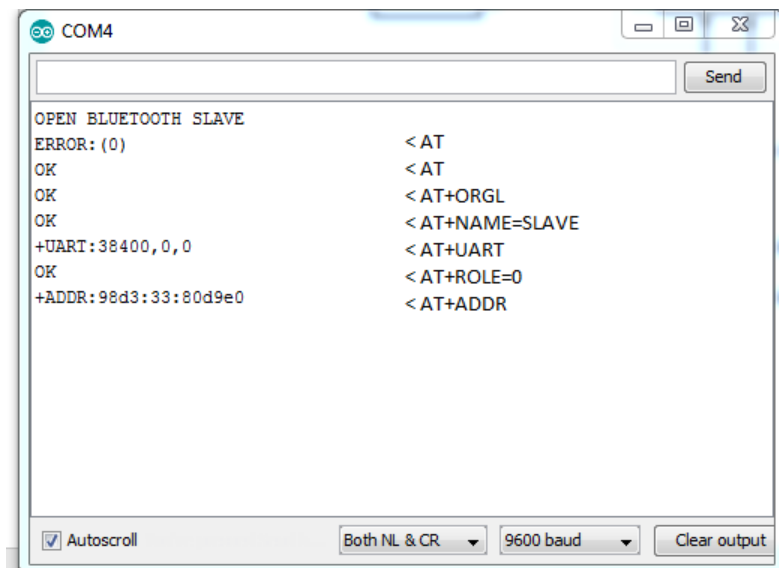 COM4
Send
OPEN BLUETOOTH SLAVE
ERROR:(0) < AT
OK < AT
OK < AT+ORGL
OK < AT+NAME=SLAVE
+UART:38400,0,0 < AT+UART
OK < AT+ROLE=0
+ADDR:98d3:33:80d9e0 < AT+ADDR
Autoscroll Both NL & CR 9600 baud Clear output